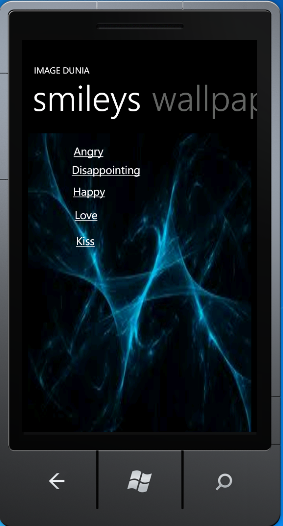 IMAGE DUNIA
smileys wallpap
Angry
Disappointing
Happy
Love
Kiss